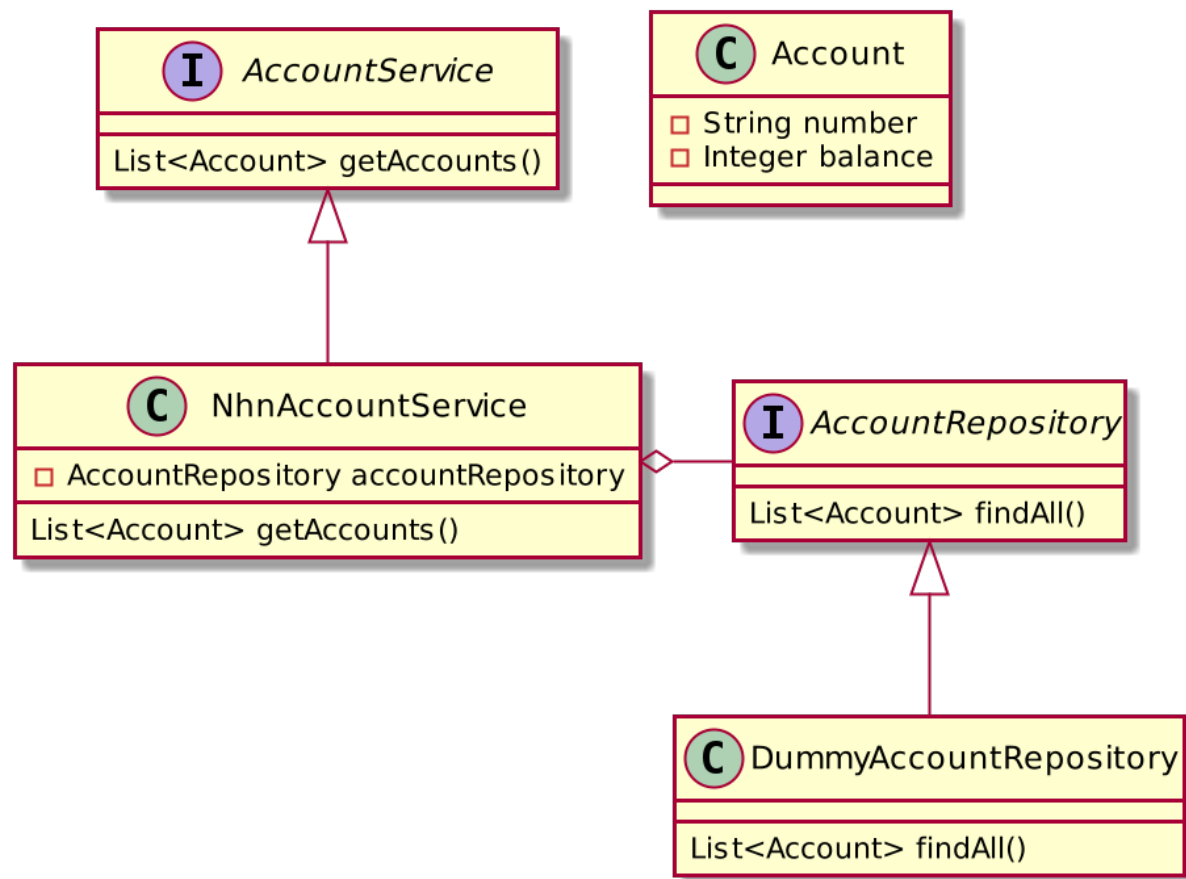 I AccountService
List<Account> getAccounts()
C Account
String number
Integer balance
C NhnAccountService
AccountRepository accountRepository
List<Account> getAccounts()
I AccountRepository
List<Account> findAll()
C DummyAccountRepository
List<Account> findAll()